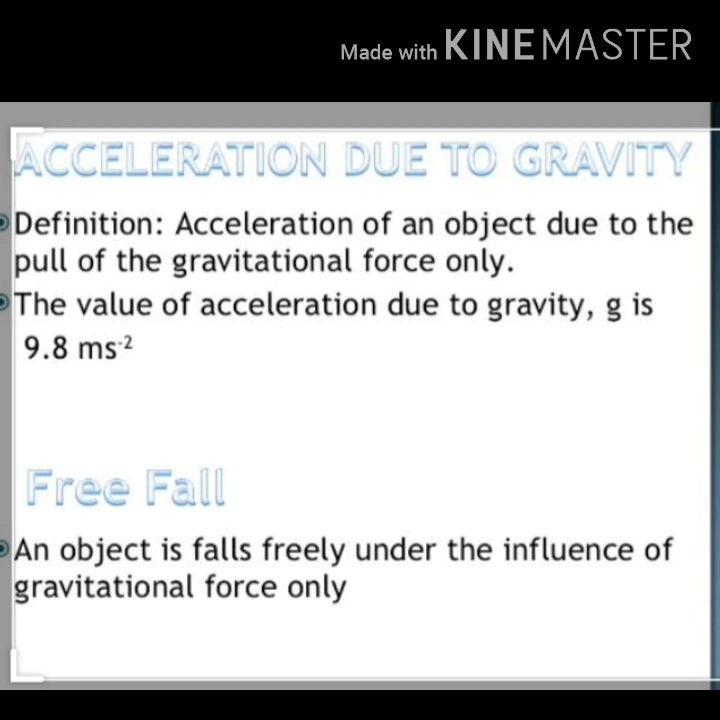 Made with KINEMASTER
ACCELERATION DUE TO GRAVITY
Definition: Acceleration of an object due to the
pull of the gravitational force only.
The value of acceleration due to gravity, g is
9.8 ms⁻²
Free Fall
An object is falls freely under the influence of
gravitational force only